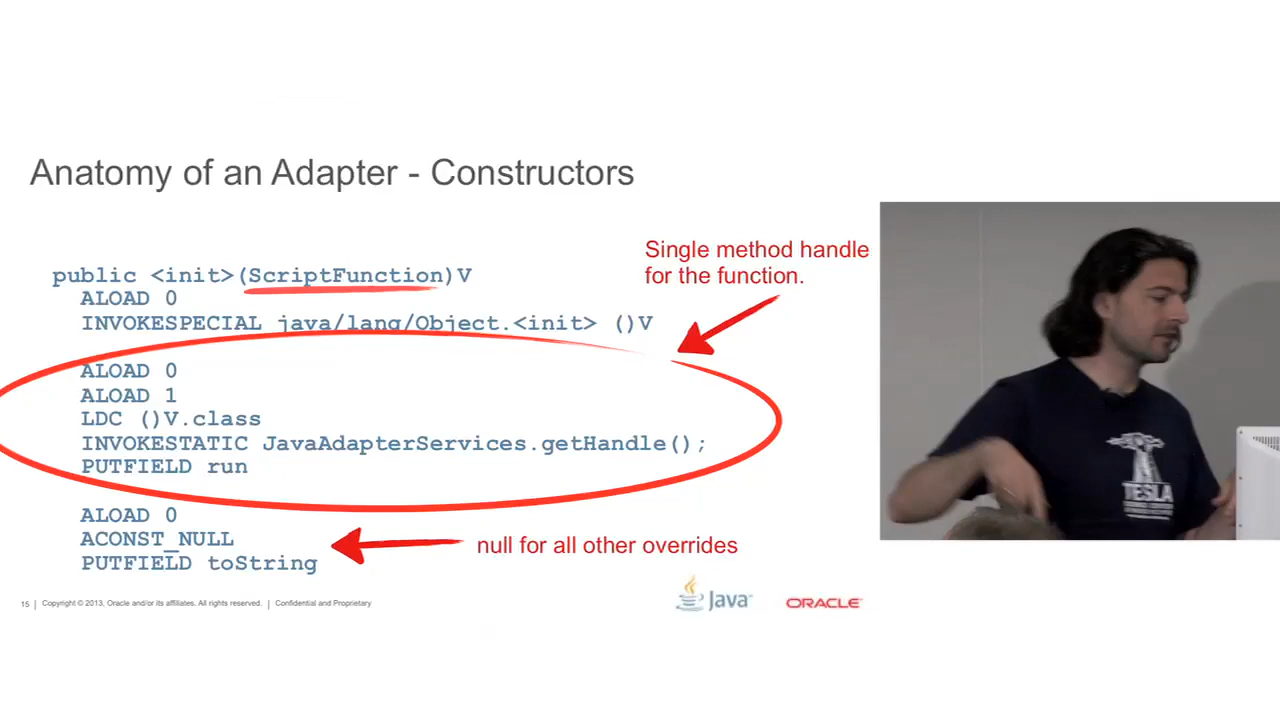 Anatomy of an Adapter - Constructors
Single method handle
for the function.
public <init>(ScriptFunction)V
ALOAD 0
INVOKESPECIAL java/lang/Object.<init> ()V
ALOAD 0
ALOAD 1
LDC ()V.class
INVOKESTATIC JavaAdapterServices.getHandle();
PUTFIELD run
ALOAD 0
ACONST_NULL
PUTFIELD toString
null for all other overrides
15 | Copyright © 2013, Oracle and/or its affiliates. All rights reserved. | Confidential and Proprietary
Java
ORACLE
TESLA